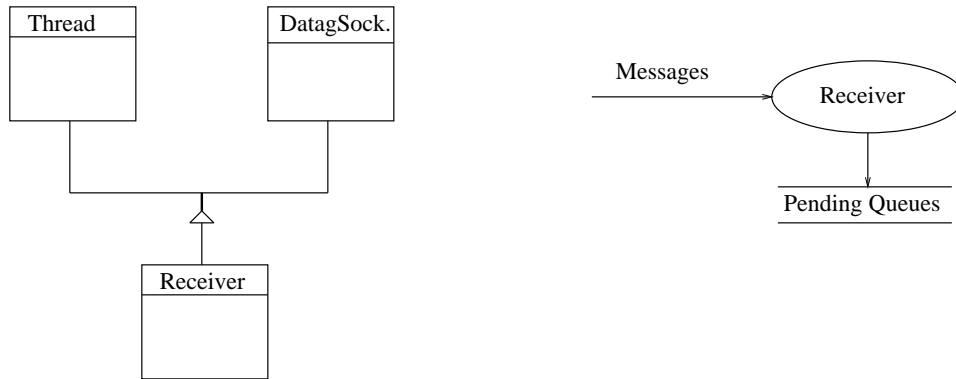 Thread
DatagSock.
Receiver
Messages
Receiver
Pending Queues